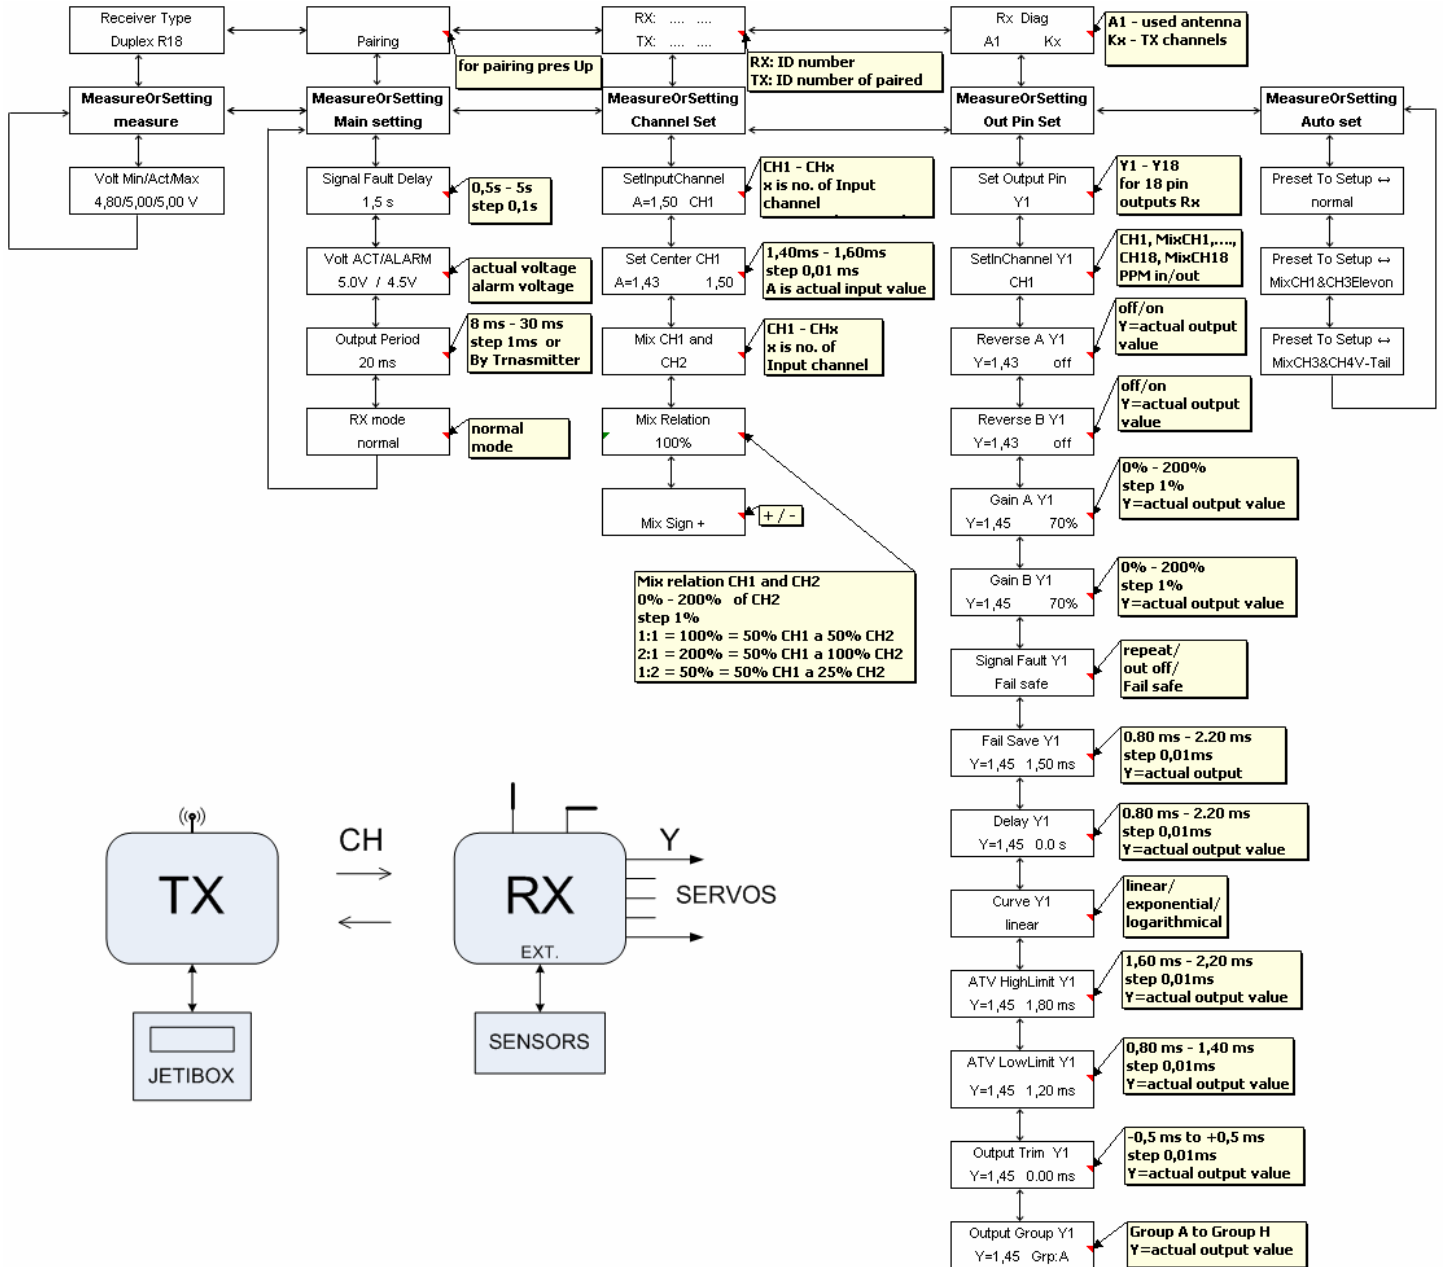 Receiver Type
Duplex R18
Pairing
for pairing pres Up
RX: .... ....
TX: .... ....
RX: ID number
TX: ID number of paired
Rx Diag
A1 Kx
A1 - used antenna
Kx - TX channels
MeasureOrSetting
measure
MeasureOrSetting
Main setting
MeasureOrSetting
Channel Set
MeasureOrSetting
Out Pin Set
MeasureOrSetting
Auto set
Volt Min/Act/Max
4,80/5,00/5,00 V
Signal Fault Delay
1,5 s
0,5s - 5s
step 0,1s
Volt ACT/ALARM
5.0V / 4.5V
actual voltage
alarm voltage
Output Period
20 ms
8 ms - 30 ms
step 1ms or
By Trnasmitter
RX mode
normal
normal
mode
SetInputChannel
A=1,50 CH1
CH1 - CHx
x is no. of Input
channel
Set Center CH1
A=1,43 1,50
1,40ms - 1,60ms
step 0,01 ms
A is actual input value
Mix CH1 and
CH2
CH1 - CHx
x is no. of
Input channel
Mix Relation
100%
Mix Sign +
+ / -
Mix relation CH1 and CH2
0% - 200% of CH2
step 1%
1:1 = 100% = 50% CH1 a 50% CH2
2:1 = 200% = 50% CH1 a 100% CH2
1:2 = 50% = 50% CH1 a 25% CH2
Set Output Pin
Y1
Y1 - Y18
for 18 pin
outputs Rx
SetInChannel Y1
CH1
CH1, MixCH1,....,
CH18, MixCH18
PPM in/out
Reverse A Y1
Y=1,43 off
off/on
Y=actual output
value
Reverse B Y1
Y=1,43 off
off/on
Y=actual output
value
Gain A Y1
Y=1,45 70%
0% - 200%
step 1%
Y=actual output value
Gain B Y1
Y=1,45 70%
0% - 200%
step 1%
Y=actual output value
Signal Fault Y1
Fail safe
repeat/
out off/
Fail safe
Fail Save Y1
Y=1,45 1,50 ms
0.80 ms - 2.20 ms
step 0,01ms
Y=actual output
Delay Y1
Y=1,45 0.0 s
0.80 ms - 2.20 ms
step 0,01ms
Y=actual output value
Curve Y1
linear
linear/
exponential/
logarithmical
ATV HighLimit Y1
Y=1,45 1,80 ms
1,60 ms - 2,20 ms
step 0,01ms
Y=actual output value
ATV LowLimit Y1
Y=1,45 1,20 ms
0,80 ms - 1,40 ms
step 0,01ms
Y=actual output value
Output Trim Y1
Y=1,45 0.00 ms
-0,5 ms to +0,5 ms
step 0,01ms
Y=actual output value
Output Group Y1
Y=1,45 Grp:A
Group A to Group H
Y=actual output value
Preset To Setup ↔
normal
Preset To Setup ↔
MixCH1&CH3Elevon
Preset To Setup ↔
MixCH3&CH4V-Tail
TX
JETIBOX
CH
RX
EXT.
SENSORS
Y
SERVOS